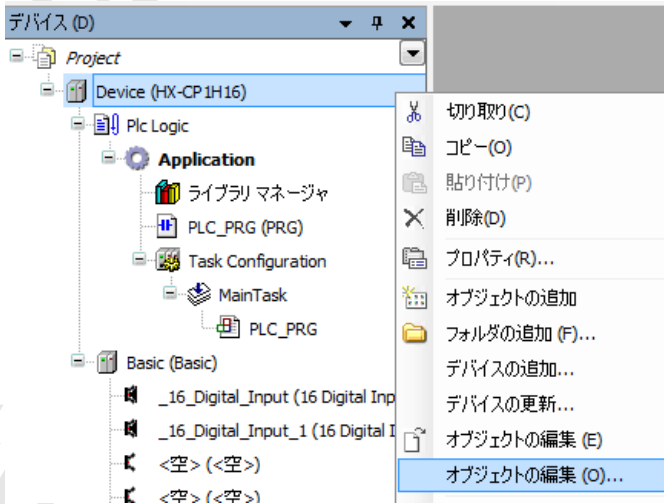 デバイス (D)
Project
Device (HX-CP1H16)
Plc Logic
Application
ライブラリ マネージャ
PLC_PRG (PRG)
Task Configuration
MainTask
PLC_PRG
Basic (Basic)
_16_Digital_Input (16 Digital Inp
_16_Digital_Input_1 (16 Digital I
<空> (<空>)
<空> (<空>)
切り取り(C)
コピー(O)
貼り付け(P)
削除(D)
プロパティ(R)...
オブジェクトの追加
フォルダの追加 (F)...
デバイスの追加...
デバイスの更新...
オブジェクトの編集 (E)
オブジェクトの編集 (O)...